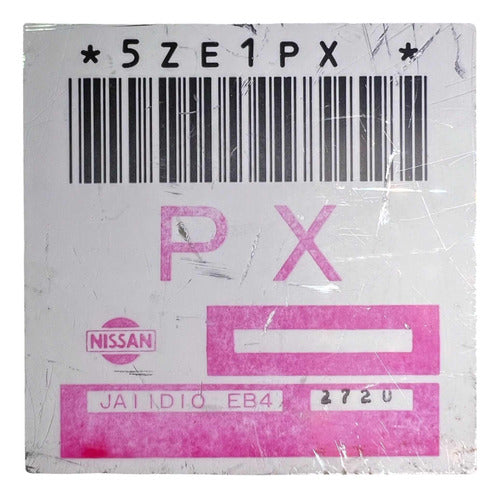 *5ZE1PX *
PX
NISSAN
JA11D10 EB4 2720